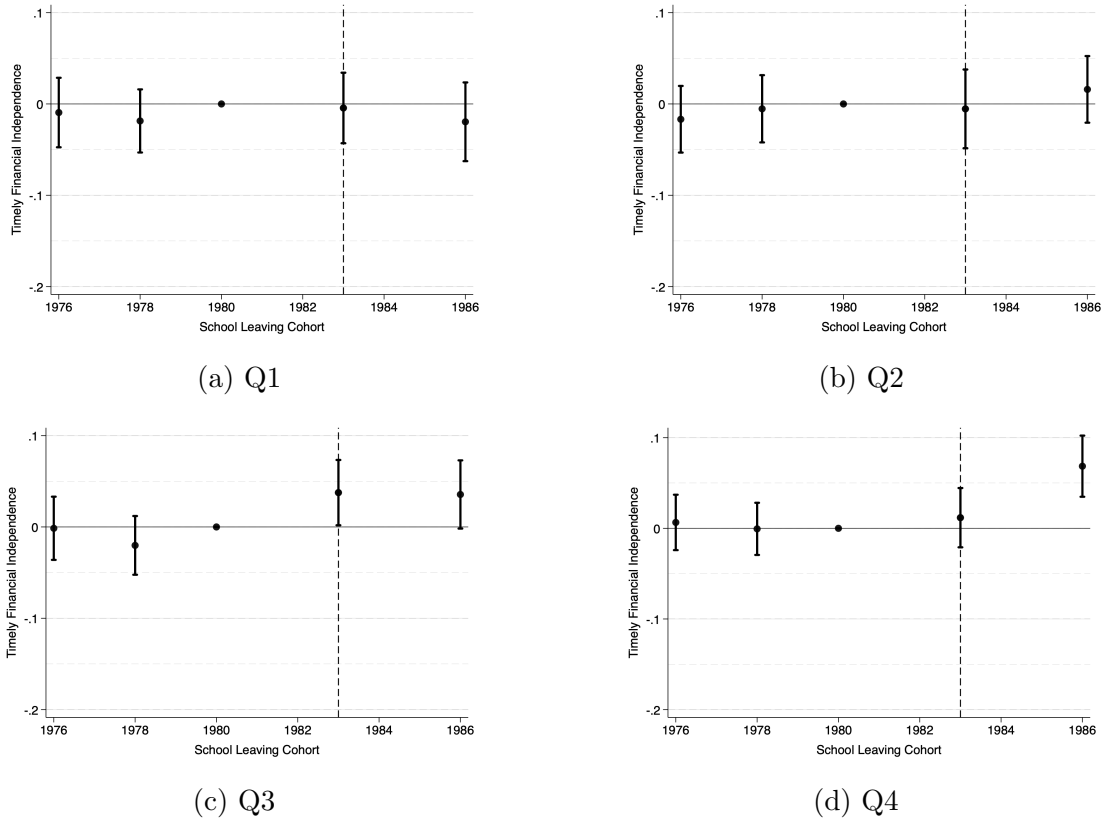 .1
0
-.1
-.2
Timely Financial Independence
1976 1978 1980 1982 1984 1986
School Leaving Cohort
(a) Q1
.1
0
-.1
-.2
Timely Financial Independence
1976 1978 1980 1982 1984 1986
School Leaving Cohort
(b) Q2
.1
0
-.1
-.2
Timely Financial Independence
1976 1978 1980 1982 1984 1986
School Leaving Cohort
(c) Q3
.1
0
-.1
-.2
Timely Financial Independence
1976 1978 1980 1982 1984 1986
School Leaving Cohort
(d) Q4